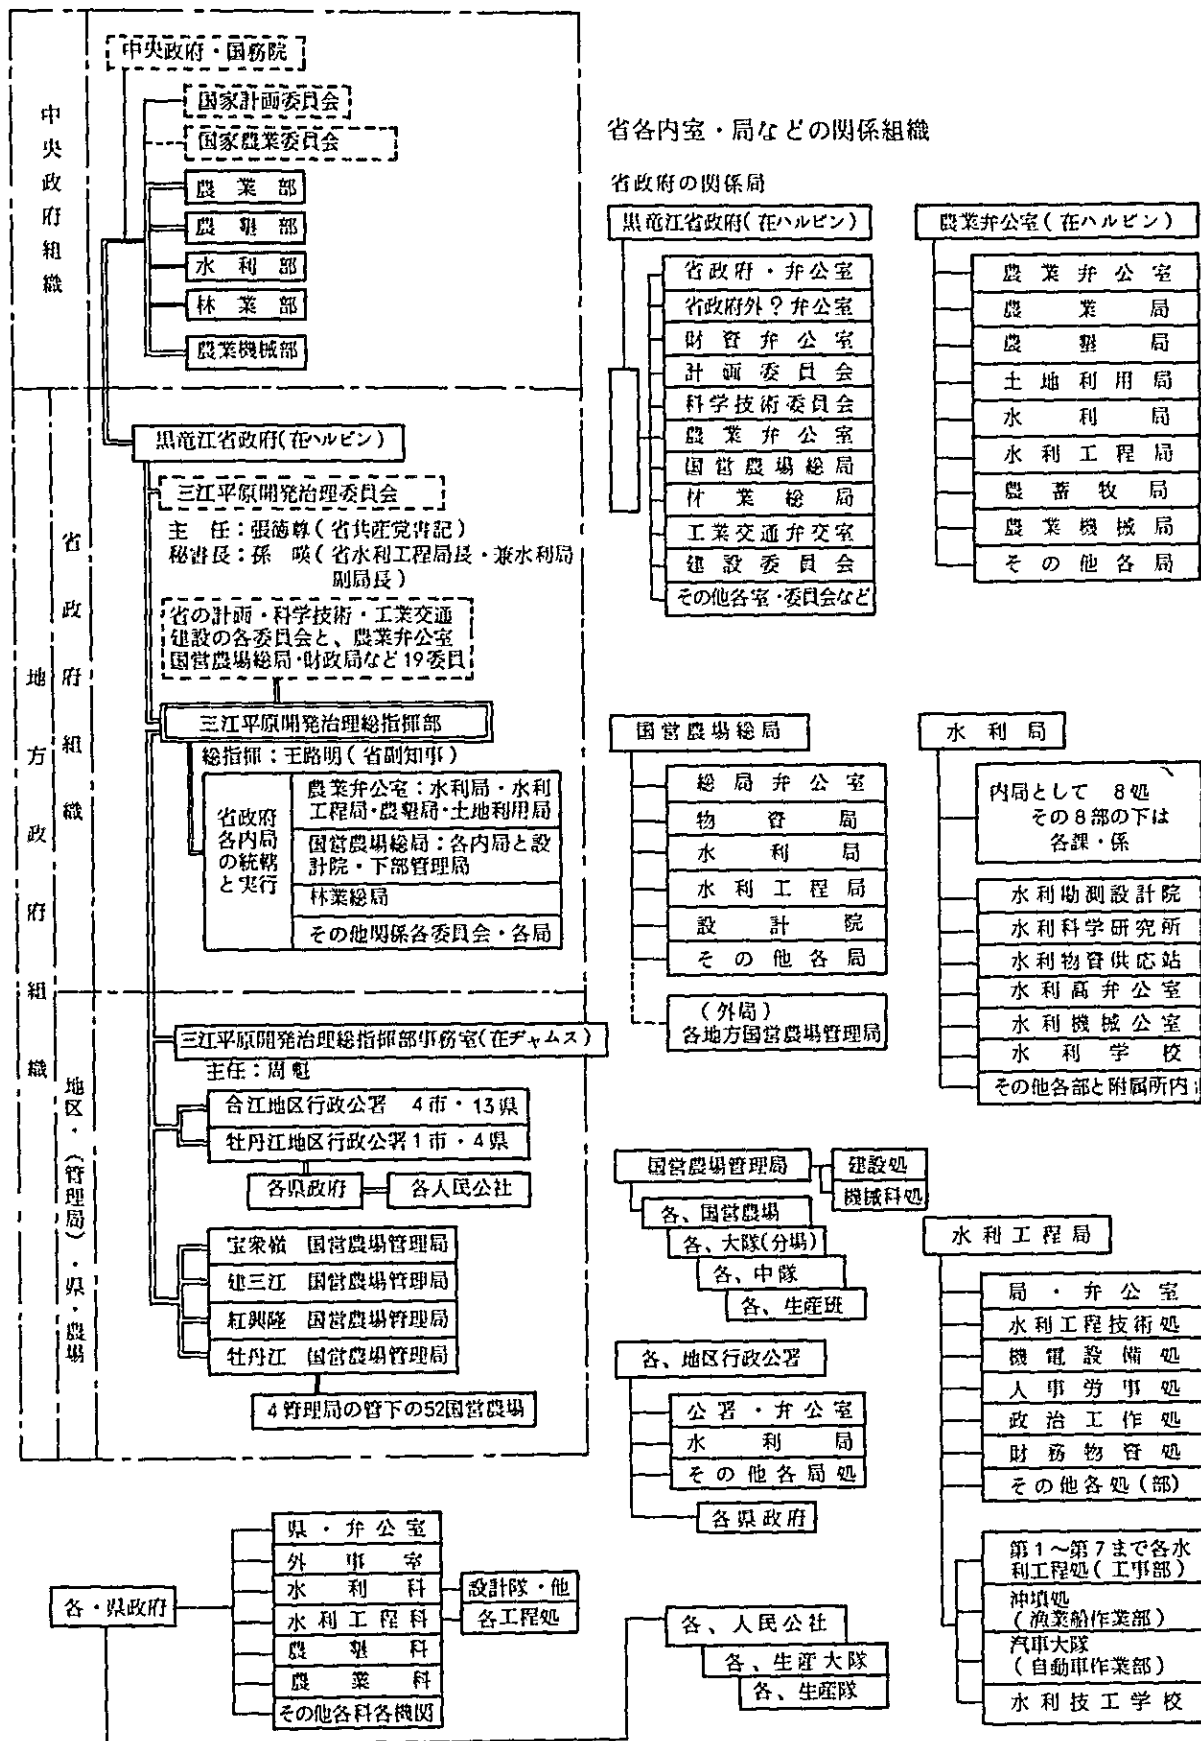 中央政府組織
中央政府・国務院
国家計画委員会
国家農業委員会
農業部
農墾部
水利部
林業部
農業機械部
地方政府組織
省政府組織
黒竜江省政府(在ハルビン)
三江平原開発治理委員会
主任:張徳尊(省共産党書記)
秘書長:孫 暎(省水利工程局長・兼水利局
副局長)
省の計画・科学技術・工業交通
建設の各委員会と、農業弁公室
国営農場総局・財政局など19委員
三江平原開発治理総指揮部
総指揮:王路明(省副知事)
省政府
各内局
の統轄
と実行
農業弁公室:水利局・水利
工程局・農墾局・土地利用局
国営農場総局:各内局と設
計院・下部管理局
林業総局
その他関係各委員会・各局
地区・(管理局)・県・農場
三江平原開発治理総指揮部事務室(在チャムス)
主任:周魁
合江地区行政公署 4市・13県
牡丹江地区行政公署1市・4県
各県政府
各人民公社
宝衆嶺 国営農場管理局
建三江 国営農場管理局
紅興隆 国営農場管理局
牡丹江 国営農場管理局
4管理局の管下の52国営農場
各・県政府
県・弁公室
外事室
水利科
水利工程科
農墾科
農業科
その他各科各機関
設計隊・他
各工程処
省各内室・局などの関係組織
省政府の関係局
黒竜江省政府(在ハルビン)
省政府・弁公室
省政府外?弁公室
財資弁公室
計画委員会
科学技術委員会
農業弁公室
国営農場総局
材業総局
工業交通弁交室
建設委員会
その他各室・委員会など
農業弁公室(在ハルビン)
農業弁公室
農業局
農墾局
土地利用局
水利局
水利工程局
農畜牧局
農業機械局
その他各局
国営農場総局
総局弁公室
物資局
水利局
水利工程局
設計院
その他各局
(外局)
各地方国営農場管理局
水利局
内局として 8処
その8部の下は
各課・係
水利勘測設計院
水利科学研究所
水利物資供応站
水利高弁公室
水利機械公室
水利学校
その他各部と附属所内
国営農場管理局
建設処
機械科処
各、国営農場
各、大隊(分場)
各、中隊
各、生産班
各、地区行政公署
公署・弁公室
水利局
その他各局処
各県政府
水利工程局
局・弁公室
水利工程技術処
機電設備処
人事労事処
政治工作処
財務物資処
その他各処(部)
第1〜第7まで各水
利工程処(工事部)
沖填処
(漁業船作業部)
汽車大隊
(自動車作業部)
水利技工学校
各、人民公社
各、生産大隊
各、生産隊